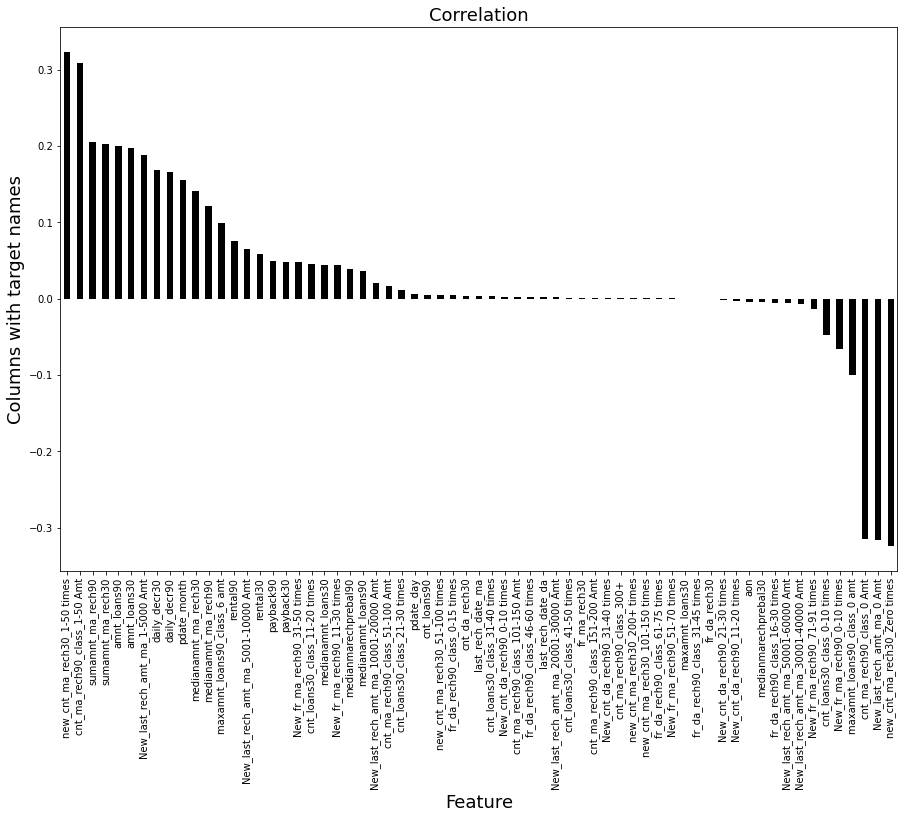 Correlation
Columns with target names
0.3
0.2
0.1
0.0
−0.1
−0.2
−0.3
new_cnt_ma_rech30_1-50 times
cnt_ma_rech90_class_1-50 Amt
sumamnt_ma_rech90
sumamnt_ma_rech30
amnt_loans90
amnt_loans30
New_last_rech_amt_ma_1-5000 Amt
daily_decr30
daily_decr90
pdate_month
medianamnt_ma_rech30
medianamnt_ma_rech90
maxamnt_loans90_class_6 amt
rental90
New_last_rech_amt_ma_5001-10000 Amt
rental30
payback90
payback30
New_fr_ma_rech90_31-50 times
cnt_loans30_class_11-20 times
medianamnt_loans30
New_fr_ma_rech90_11-30 times
medianmarechprebal90
medianamnt_loans90
New_last_rech_amt_ma_10001-20000 Amt
cnt_ma_rech90_class_51-100 Amt
cnt_loans30_class_21-30 times
pdate_day
cnt_loans90
new_cnt_ma_rech30_51-100 times
fr_da_rech90_class_0-15 times
cnt_da_rech30
last_rech_date_ma
cnt_loans30_class_31-40 times
New_cnt_da_rech90_0-10 times
cnt_ma_rech90_class_101-150 Amt
fr_da_rech90_class_46-60 times
last_rech_date_da
New_last_rech_amt_ma_20001-30000 Amt
cnt_loans30_class_41-50 times
fr_ma_rech30
cnt_ma_rech90_class_151-200 Amt
New_cnt_da_rech90_31-40 times
cnt_ma_rech90_class_300+
new_cnt_ma_rech30_200+ times
new_cnt_ma_rech30_101-150 times
fr_da_rech90_class_61-75 times
New_fr_ma_rech90_51-70 times
maxamnt_loans30
fr_da_rech90_class_31-45 times
fr_da_rech30
New_cnt_da_rech90_21-30 times
New_cnt_da_rech90_11-20 times
aon
medianmarechprebal30
fr_da_rech90_class_16-30 times
New_last_rech_amt_ma_50001-60000 Amt
New_last_rech_amt_ma_30001-40000 Amt
New_fr_ma_rech90_71-91 times
cnt_loans30_class_0-10 times
New_fr_ma_rech90_0-10 times
maxamnt_loans90_class_0 amt
cnt_ma_rech90_class_0 Amt
New_last_rech_amt_ma_0 Amt
new_cnt_ma_rech30_Zero times
Feature